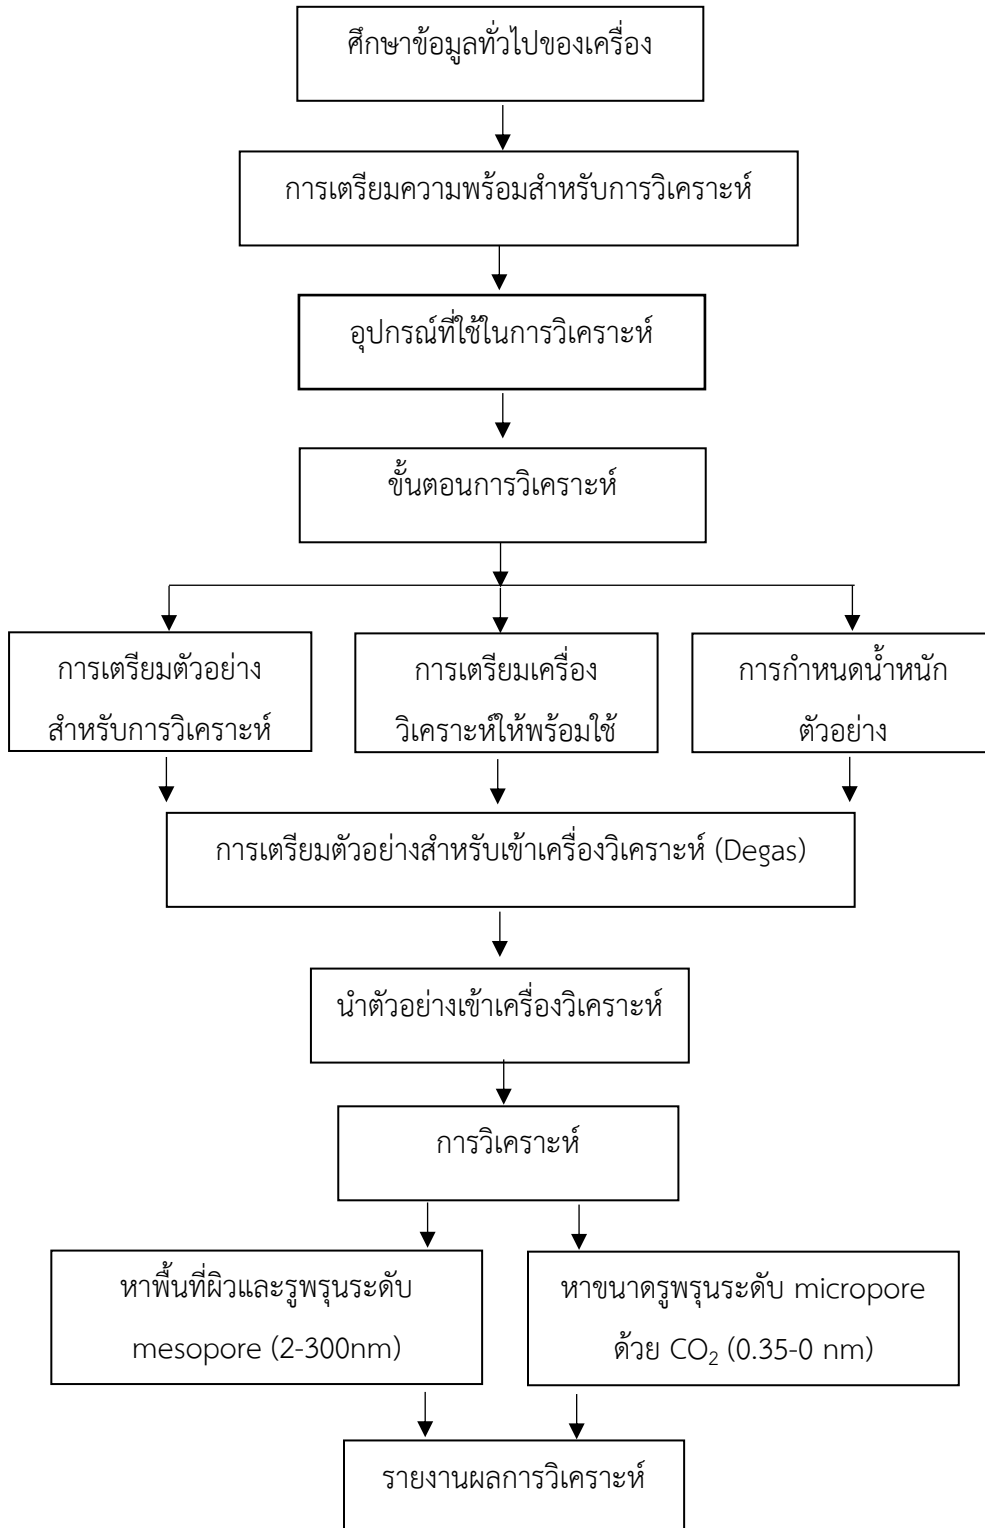 ศึกษาข้อมูลทั่วไปของเครื่อง
การเตรียมความพร้อมสำหรับการวิเคราะห์
อุปกรณ์ที่ใช้ในการวิเคราะห์
ขั้นตอนการวิเคราะห์
การเตรียมตัวอย่าง
สำหรับการวิเคราะห์
การเตรียมเครื่อง
วิเคราะห์ให้พร้อมใช้
การกำหนดน้ำหนัก
ตัวอย่าง
การเตรียมตัวอย่างสำหรับเข้าเครื่องวิเคราะห์ (Degas)
นำตัวอย่างเข้าเครื่องวิเคราะห์
การวิเคราะห์
หาพื้นที่ผิวและรูพรุนระดับ
mesopore (2-300nm)
หาขนาดรูพรุนระดับ micropore
ด้วย CO₂ (0.35-0 nm)
รายงานผลการวิเคราะห์